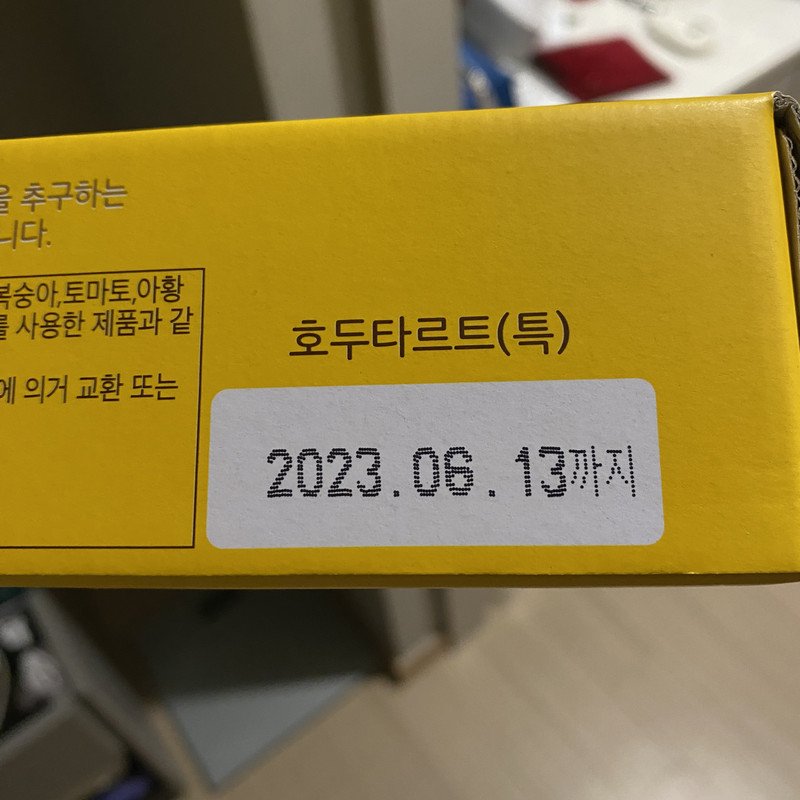 을 추구하는
니다.
복숭아,토마토,아황
를 사용한 제품과 같
에 의거 교환 또는
호두타르트(특)
2023.06.13까지